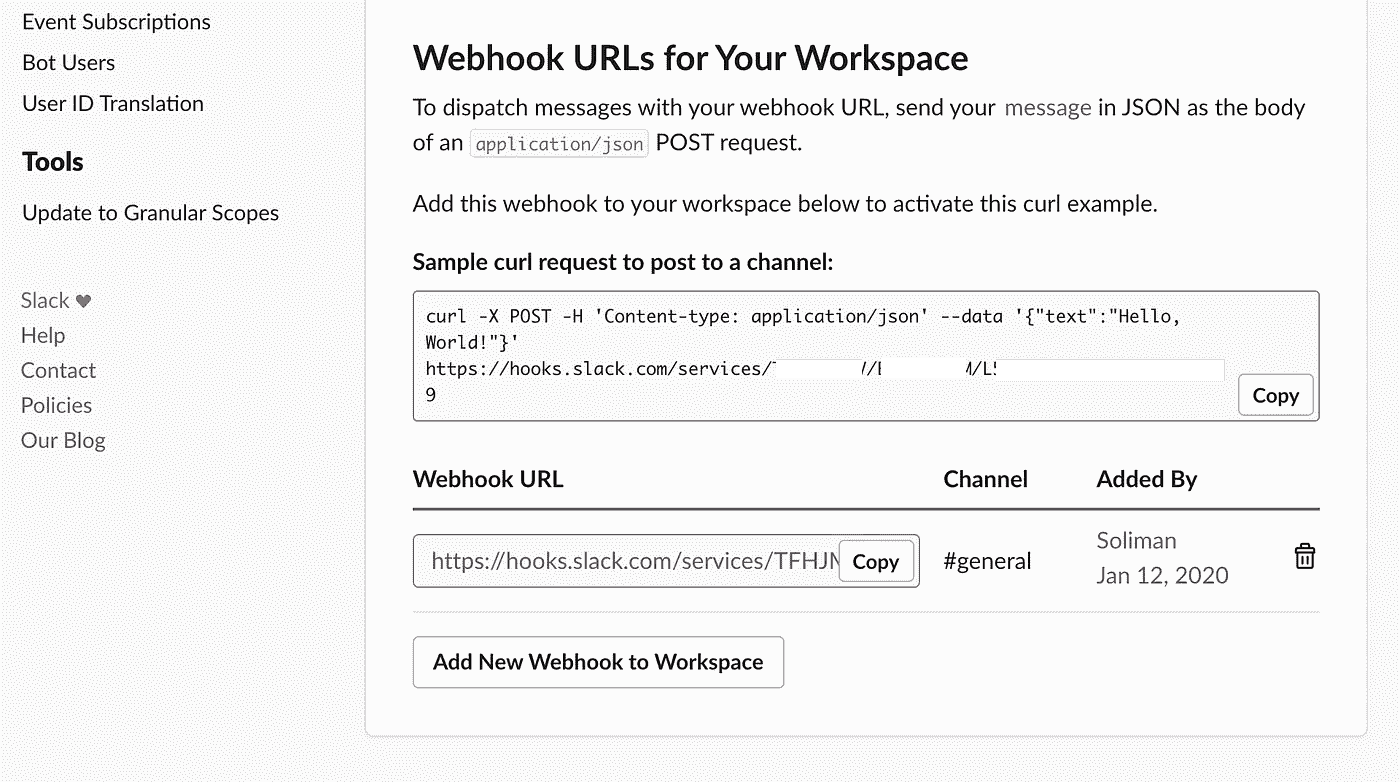 Event Subscriptions
Bot Users
User ID Translation
Tools
Update to Granular Scopes
Slack ♥
Help
Contact
Policies
Our Blog
Webhook URLs for Your Workspace
To dispatch messages with your webhook URL, send your message in JSON as the body
of an application/json POST request.
Add this webhook to your workspace below to activate this curl example.
Sample curl request to post to a channel:
curl -X POST -H 'Content-type: application/json' --data '{"text":"Hello,
World!"}'
https://hooks.slack.com/services/
9
Copy
Webhook URL Channel Added By
https://hooks.slack.com/services/TFHJ Copy #general Soliman
Jan 12, 2020
Add New Webhook to Workspace